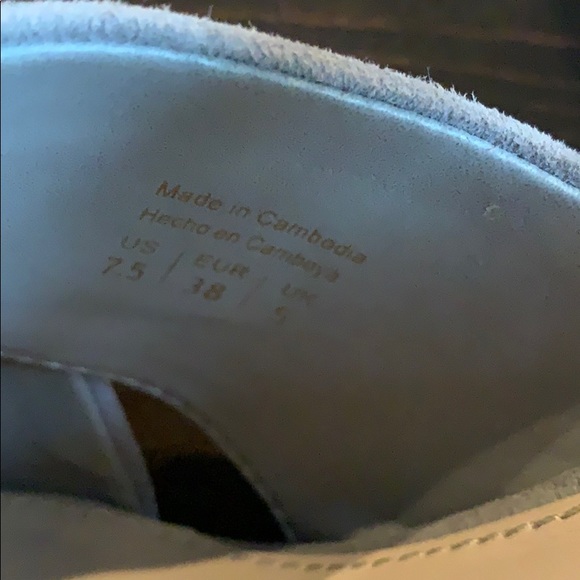 Made in Cambodia
Hecho en Camboya
US / EUR / UK
7.5 38 5